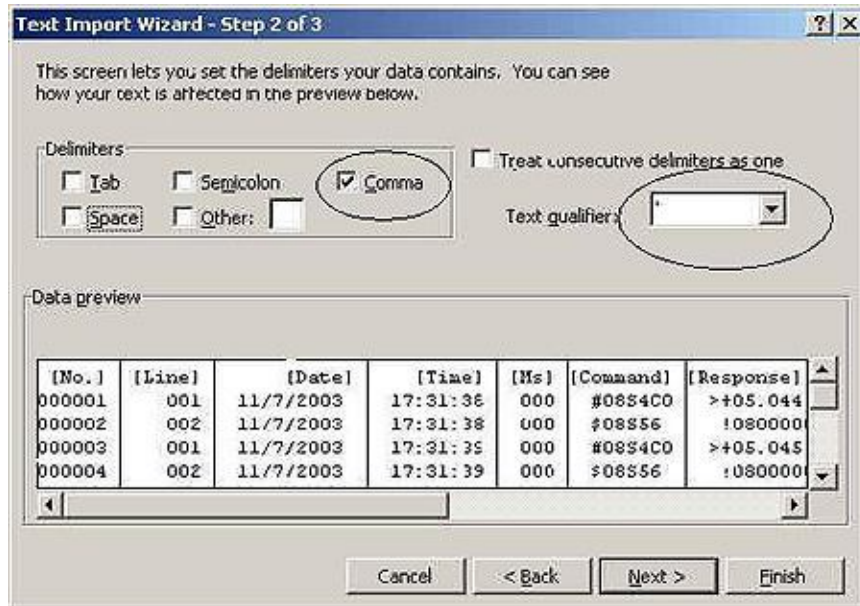 Text Import Wizard - Step 2 of 3
This screen lets you set the delimiters your data contains. You can see
how your text is affected in the preview below.
Delimiters
Tab Semicolon Comma
Space Other:
Treat consecutive delimiters as one
Text qualifier:
Data preview
[No.] [Line] [Date] [Time] [Ms] [Command] [Response]
000001 001 11/7/2003 17:31:38 000 #08S4C0 >+05.044
000002 002 11/7/2003 17:31:38 000 $08S56 !080000
000003 001 11/7/2003 000 #08S4C0 >+05.045
000004 002 11/7/2003 17:31:39 000 $08S56 !080000
Cancel < Back Next > Finish